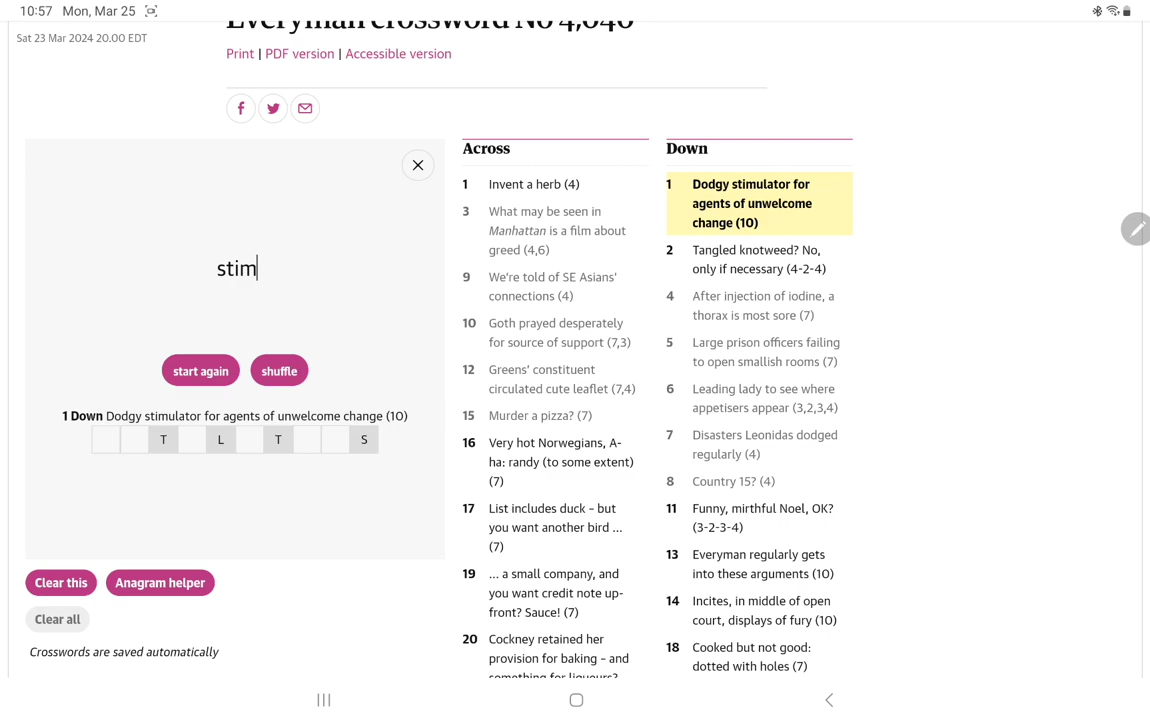 10:57 Mon, Mar 25
Everyman crossword No 4,040
Sat 23 Mar 2024 20.00 EDT
Print | PDF version | Accessible version
stim
start again
shuffle
1 Down Dodgy stimulator for agents of unwelcome change (10)
T L T S
Clear this
Anagram helper
Clear all
Crosswords are saved automatically
Across
1 Invent a herb (4)
3 What may be seen in
Manhattan is a film about
greed (4,6)
9 We're told of SE Asians'
connections (4)
10 Goth prayed desperately
for source of support (7,3)
12 Greens' constituent
circulated cute leaflet (7,4)
15 Murder a pizza? (7)
16 Very hot Norwegians, A-
ha: randy (to some extent)
(7)
17 List includes duck – but
you want another bird ...
(7)
19 ... a small company, and
you want credit note up-
front? Sauce! (7)
20 Cockney retained her
provision for baking – and
something for liqueurs?
Down
1 Dodgy stimulator for
agents of unwelcome
change (10)
2 Tangled knotweed? No,
only if necessary (4-2-4)
4 After injection of iodine, a
thorax is most sore (7)
5 Large prison officers failing
to open smallish rooms (7)
6 Leading lady to see where
appetisers appear (3,2,3,4)
7 Disasters Leonidas dodged
regularly (4)
8 Country 15? (4)
11 Funny, mirthful Noel, OK?
(3-2-3-4)
13 Everyman regularly gets
into these arguments (10)
14 Incites, in middle of open
court, displays of fury (10)
18 Cooked but not good:
dotted with holes (7)